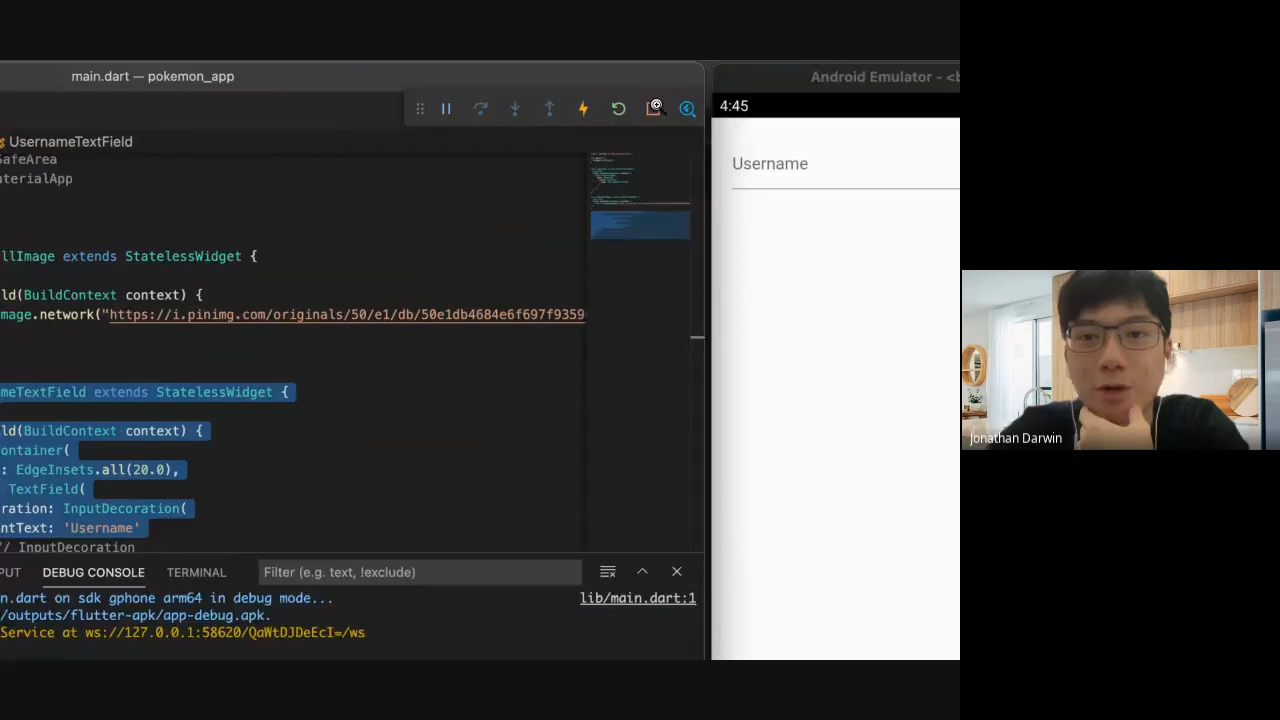 main.dart — pokemon_app
Android Emulator - <b
4:45
UsernameTextField
SafeArea
aterialApp
Username
llImage extends StatelessWidget {
ld(BuildContext context) {
mage.network("https://i.pinimg.com/originals/50/e1/db/50e1db4684e6f697f9359
meTextField extends StatelessWidget {
ld(BuildContext context) {
ontainer(
: EdgeInsets.all(20.0),
TextField(
ration: InputDecoration(
ntText: 'Username'
// InputDecoration
PUT
DEBUG CONSOLE
TERMINAL
Filter (e.g. text, !exclude)
n.dart on sdk gphone arm64 in debug mode...
lib/main.dart:1
/outputs/flutter-apk/app-debug.apk.
Service at ws://127.0.0.1:58620/QaWtDJDeEcI=/ws
Jonathan Darwin